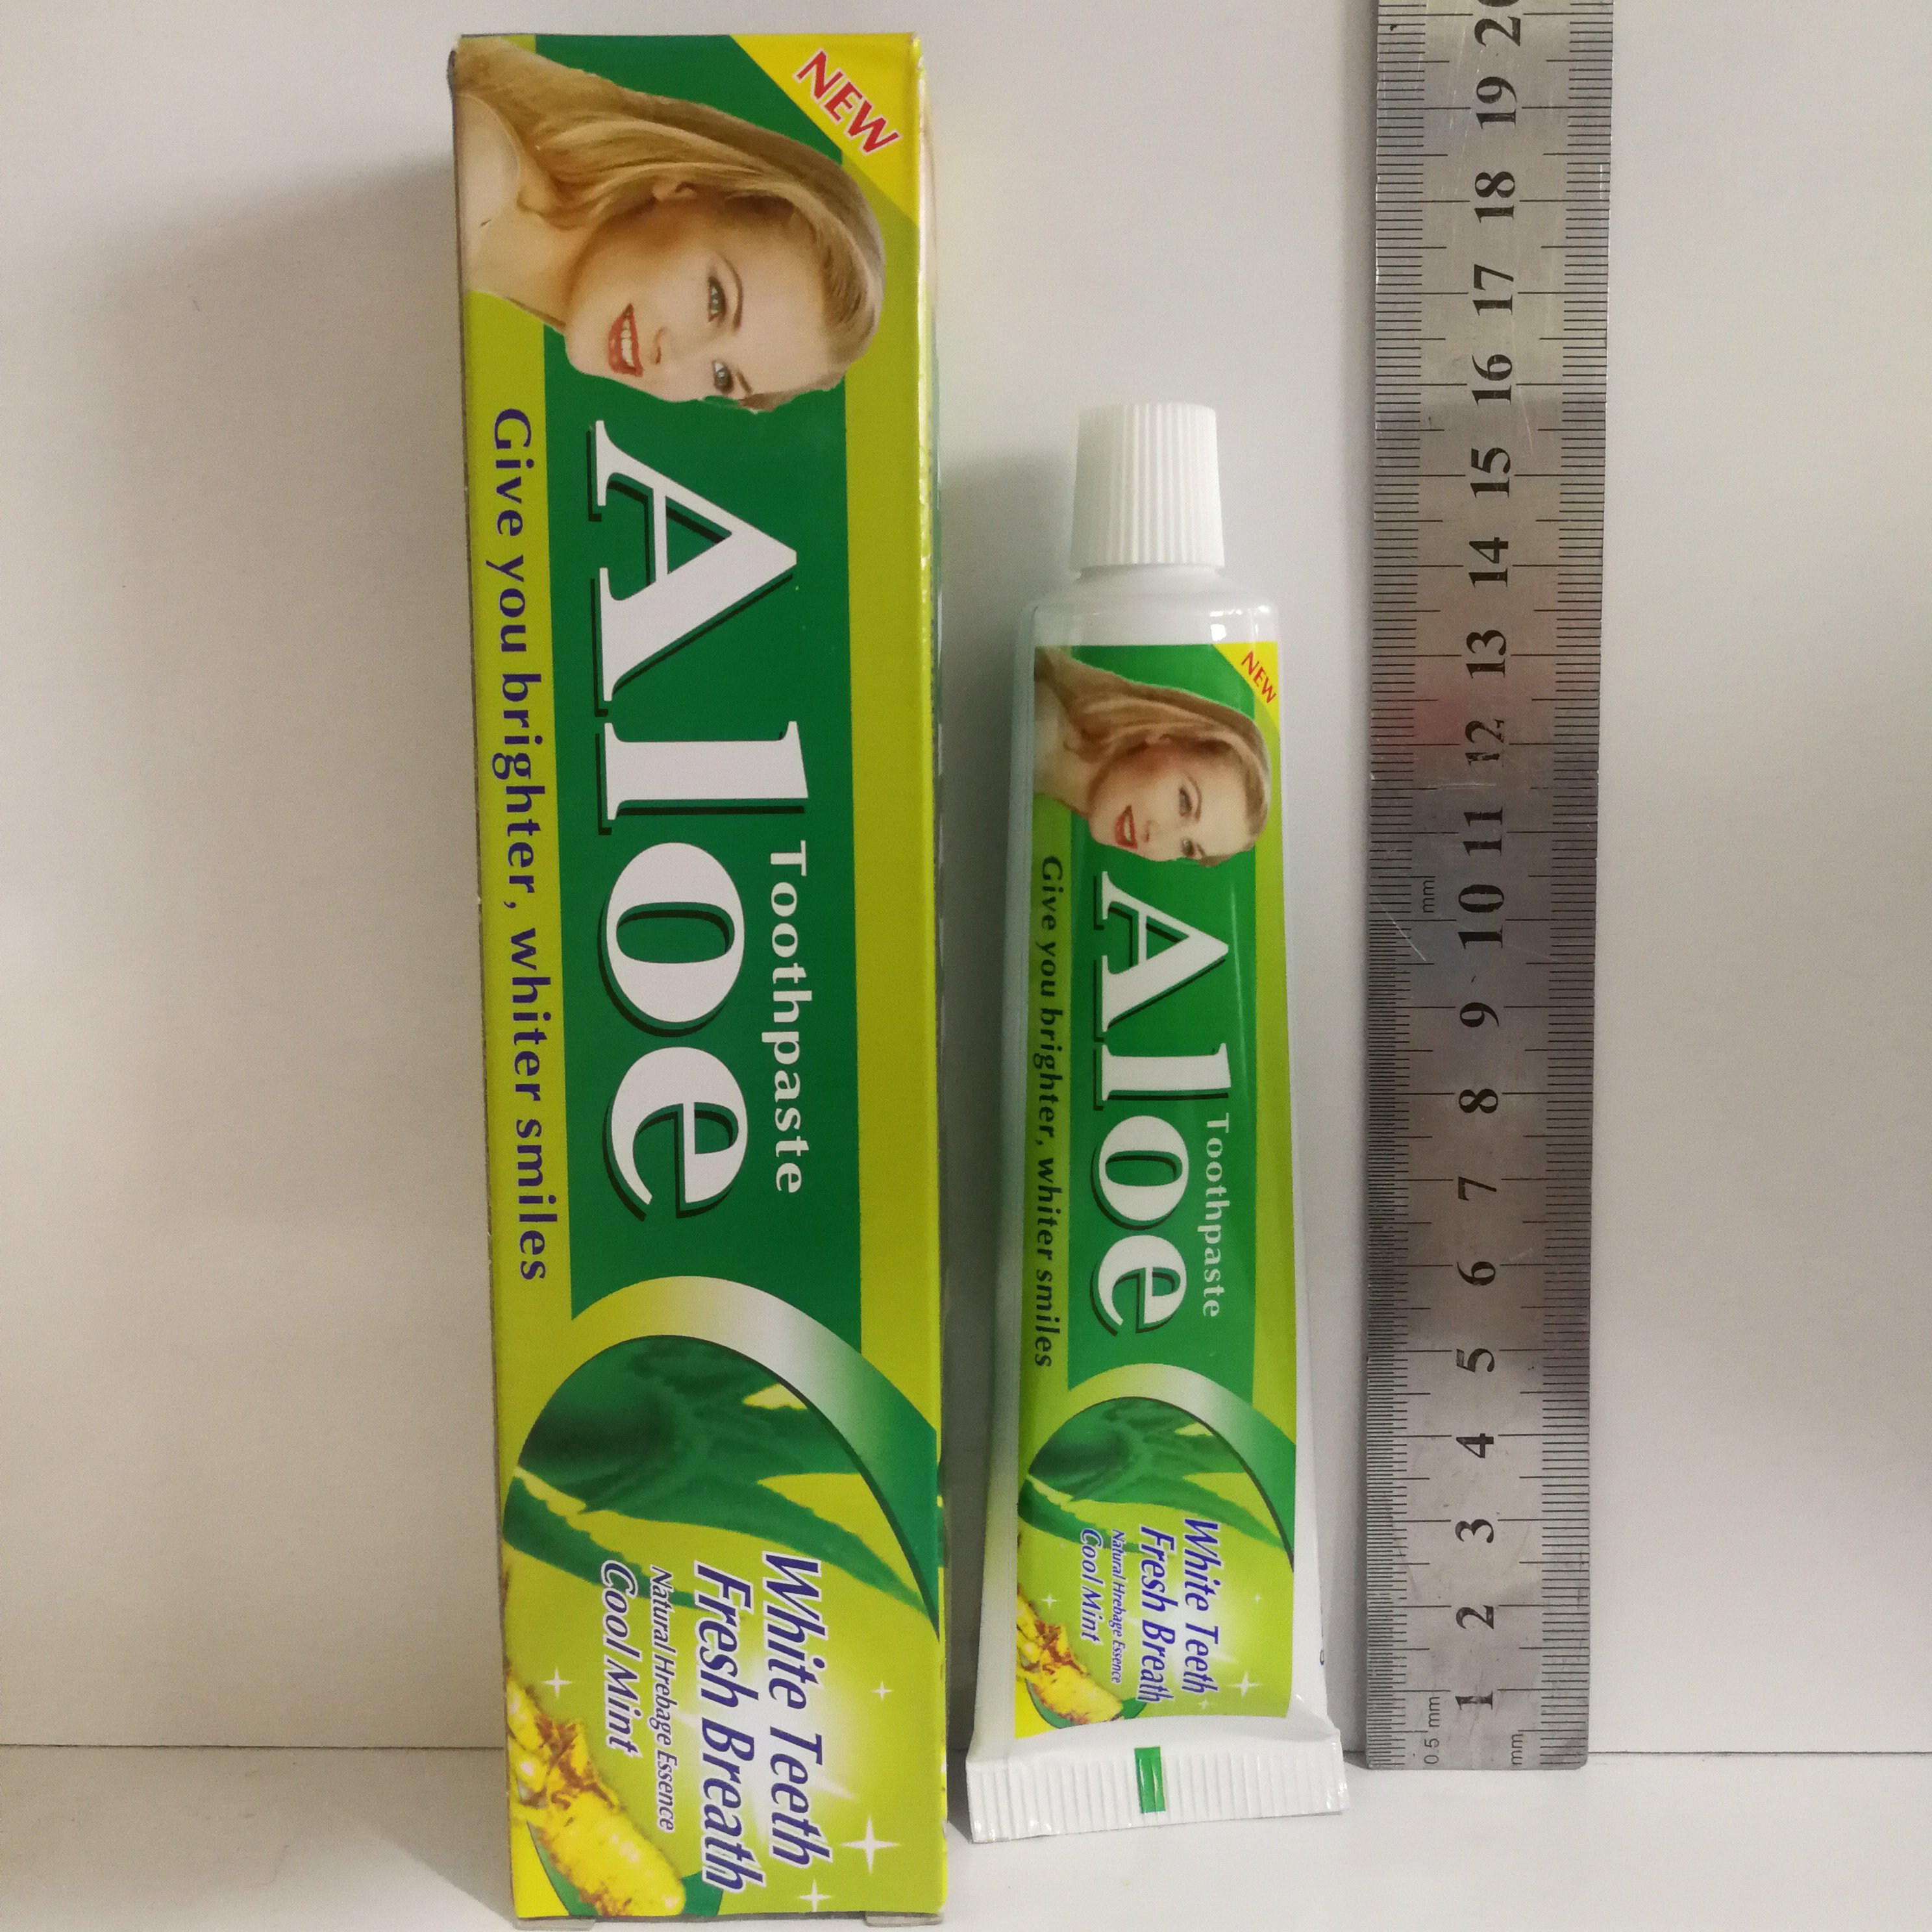 NEW
Aloe
Toothpaste
Give you brighter, whiter smiles
White Teeth
Fresh Breath
Natural Hrebage Essence
Cool Mint
NEW
Aloe
Toothpaste
Give you brighter, whiter smiles
White Teeth
Fresh Breath
Natural Hrebage Essence
Cool Mint
20
19
18
17
16
15
14
13
12
11
mm
10
9
8
7
6
5
4
3
2
1
0.5 mm
mm